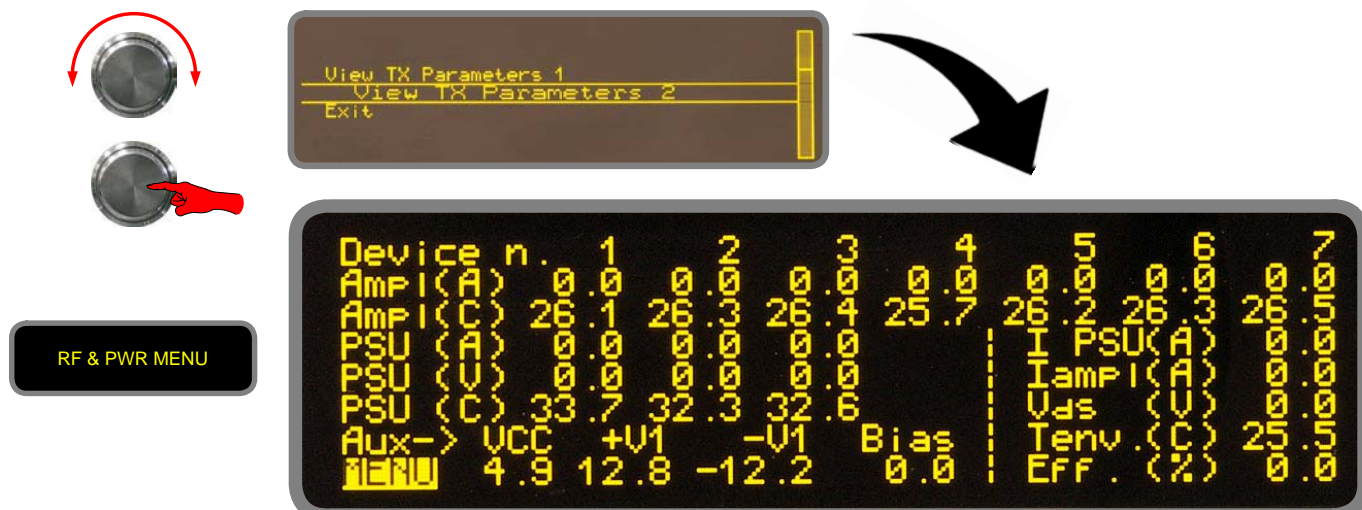 View TX Parameters 1
View TX Parameters 2
Exit
RF & PWR MENU
Device n. 1 2 3 4 5 6 7
Ampl(A) 0.0 0.0 0.0 0.0 0.0 0.0 0.0
Ampl(C) 26.1 26.3 26.4 25.7 26.2 26.3 26.5
PSU (A) 0.0 0.0 0.0 I PSU(A) 0.0
PSU (V) 0.0 0.0 0.0 Iampl(A) 0.0
PSU (C) 33.7 32.3 32.6 Vds (V) 0.0
Aux-> VCC +V1 -V1 Bias Tenv.(C) 25.5
MENU 4.9 12.8 -12.2 0.0 Eff. (%) 0.0